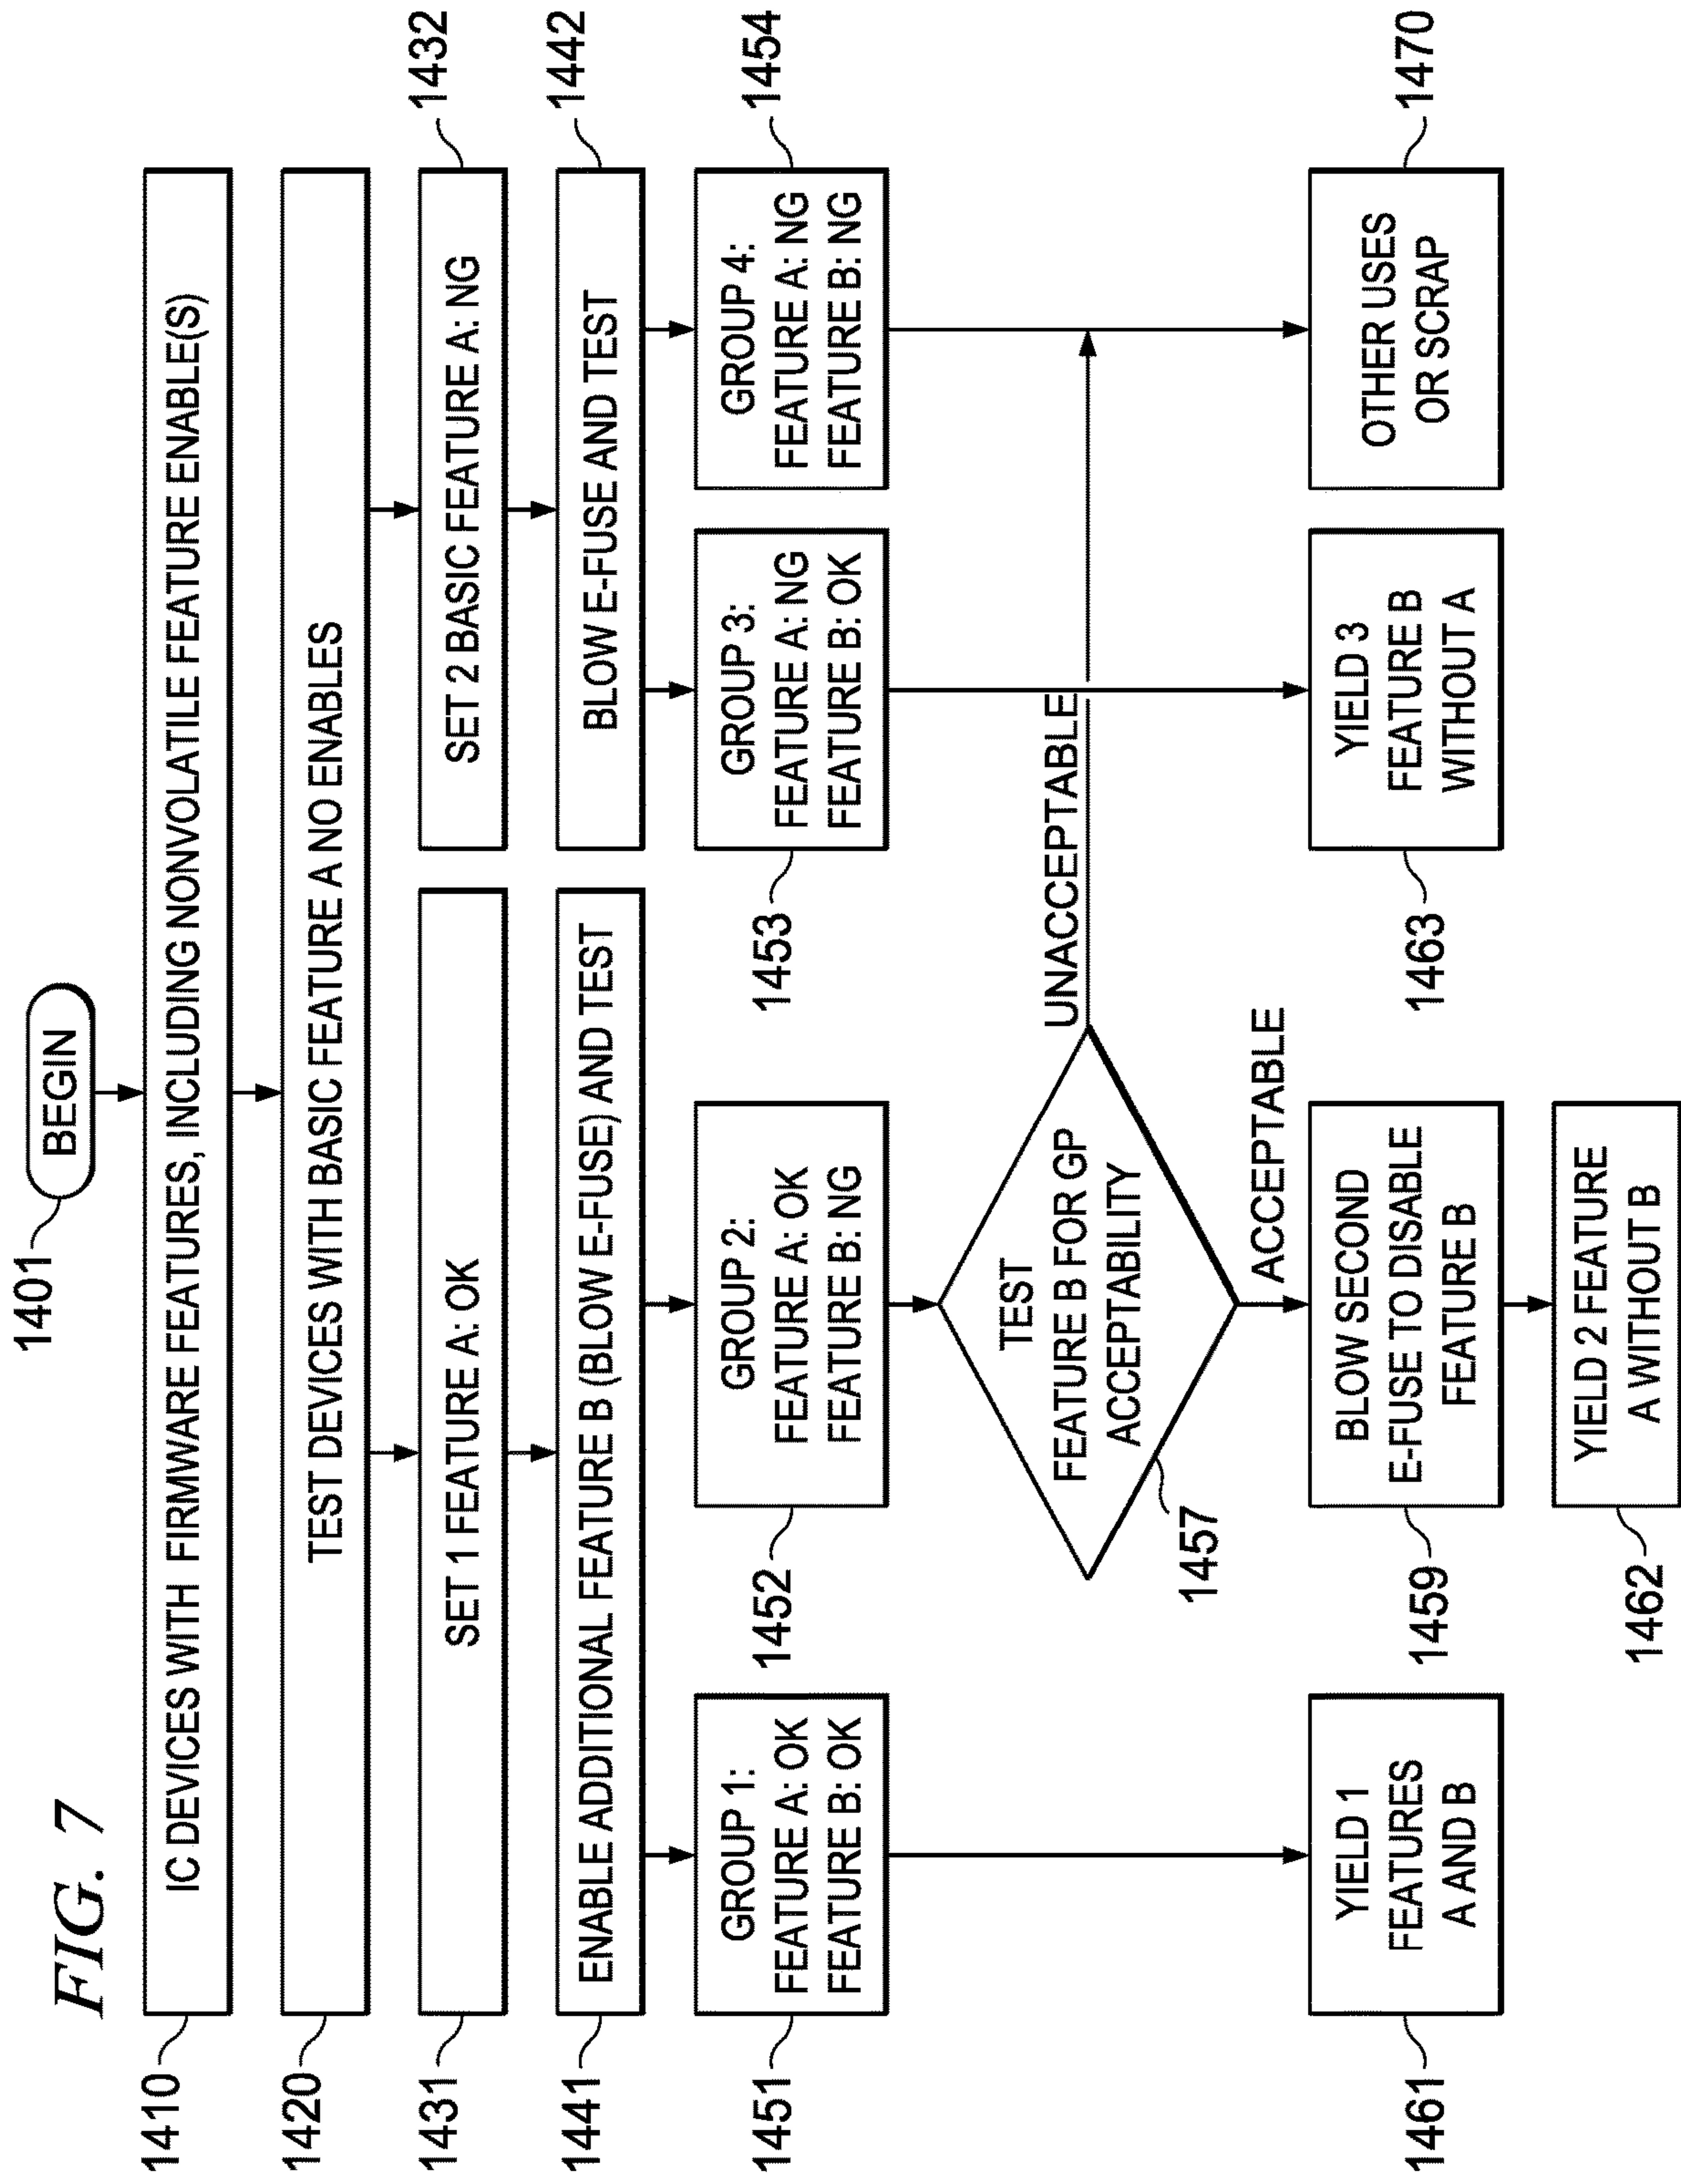 FIG. 7
1401
BEGIN
1410
IC DEVICES WITH FIRMWARE FEATURES, INCLUDING NONVOLATILE FEATURE ENABLE(S)
1420
TEST DEVICES WITH BASIC FEATURE A NO ENABLES
1431
SET 1 FEATURE A: OK
SET 2 BASIC FEATURE A: NG
1432
1441
ENABLE ADDITIONAL FEATURE B (BLOW E-FUSE) AND TEST
BLOW E-FUSE AND TEST
1442
1451
GROUP 1:
FEATURE A: OK
FEATURE B: OK
1452
GROUP 2:
FEATURE A: OK
FEATURE B: NG
1453
GROUP 3:
FEATURE A: NG
FEATURE B: OK
GROUP 4:
FEATURE A: NG
FEATURE B: NG
1454
TEST
FEATURE B FOR GP
ACCEPTABILITY
1457
UNACCEPTABLE
ACCEPTABLE
1461
YIELD 1
FEATURES
A AND B
1459
BLOW SECOND
E-FUSE TO DISABLE
FEATURE B
1463
YIELD 3
FEATURE B
WITHOUT A
OTHER USES
OR SCRAP
1470
1462
YIELD 2 FEATURE
A WITHOUT B